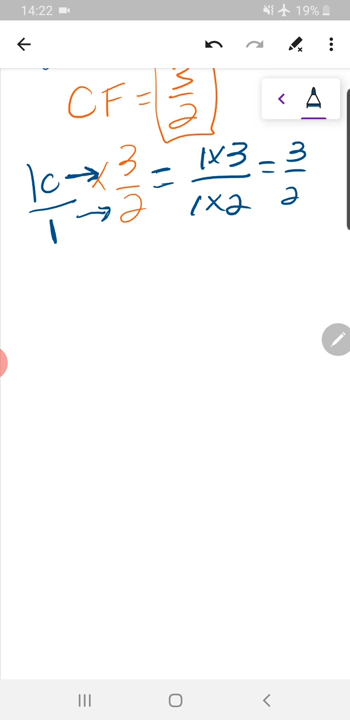 14:22 19%
CF = 3/2
1c/1 → × 3/2 = 1×3/1×2 = 3/2